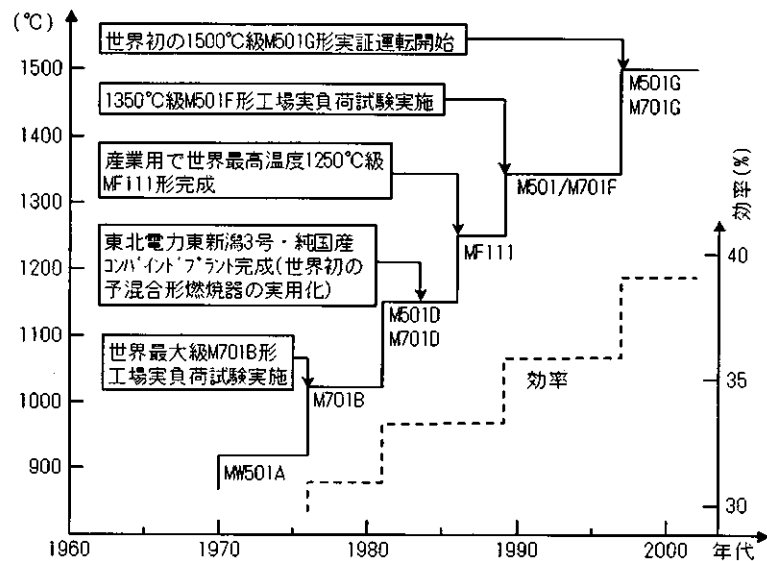 (℃)
世界初の1500℃級M501G形実証運転開始
1500
M501G
M701G
1350℃級M501F形工場実負荷試験実施
1400
産業用で世界最高温度1250℃級
MF111形完成
M501/M701F
効率(%)
1300
MF111
東北電力東新潟3号・純国産
コンバインドプラント完成(世界初の
予混合形燃焼器の実用化)
1200
40
M501D
M701D
1100
世界最大級M701B形
工場実負荷試験実施
M701B
効率
35
1000
900
MW501A
30
1960
1970
1980
1990
2000
年代